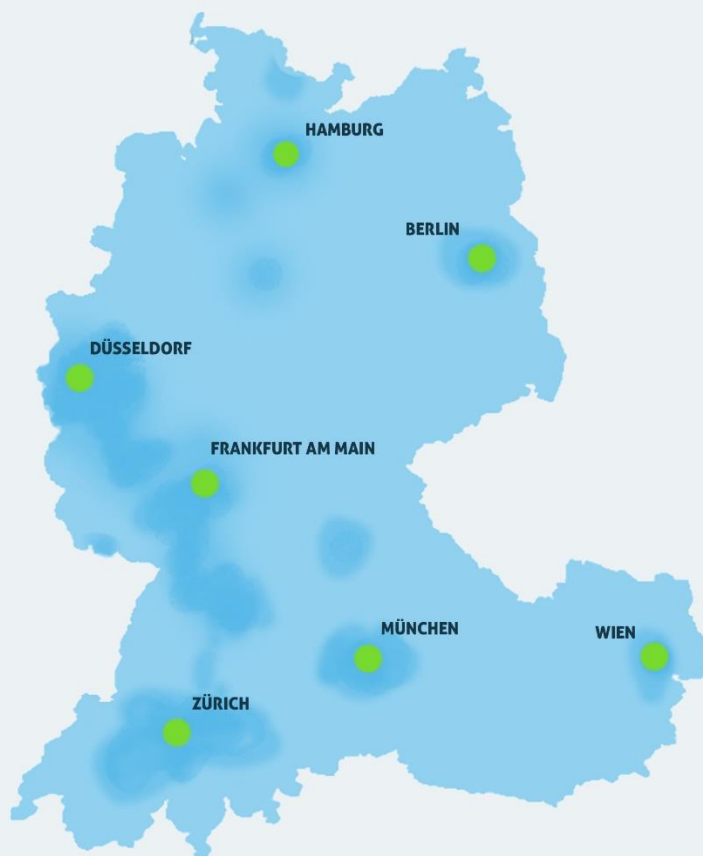 HAMBURG
BERLIN
DÜSSELDORF
FRANKFURT AM MAIN
MÜNCHEN
WIEN
ZÜRICH